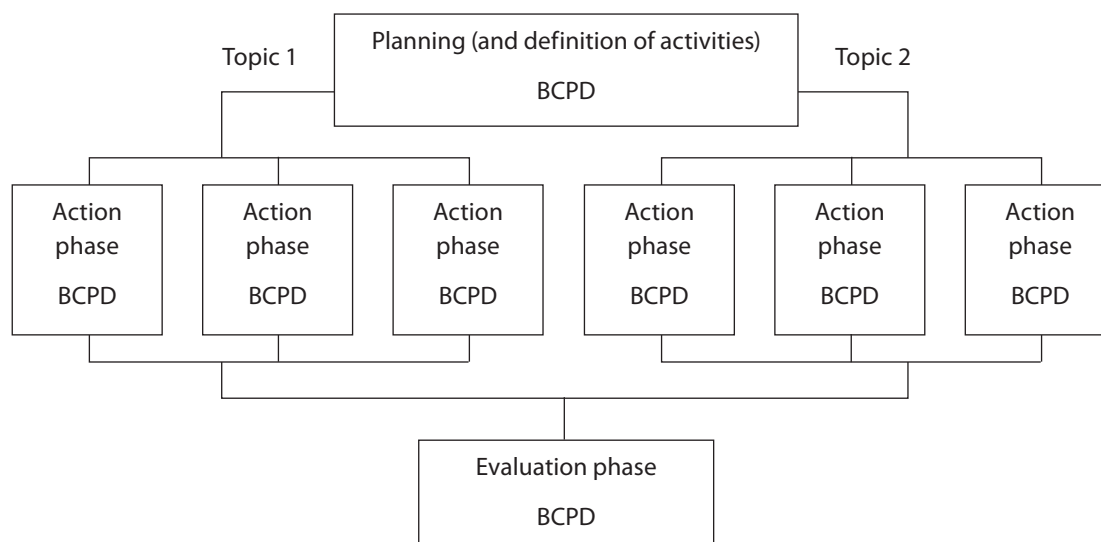 Planning (and definition of activities)
Topic 1
Topic 2
BCPD
Action
phase
BCPD
Action
phase
BCPD
Action
phase
BCPD
Action
phase
BCPD
Action
phase
BCPD
Action
phase
BCPD
Evaluation phase
BCPD